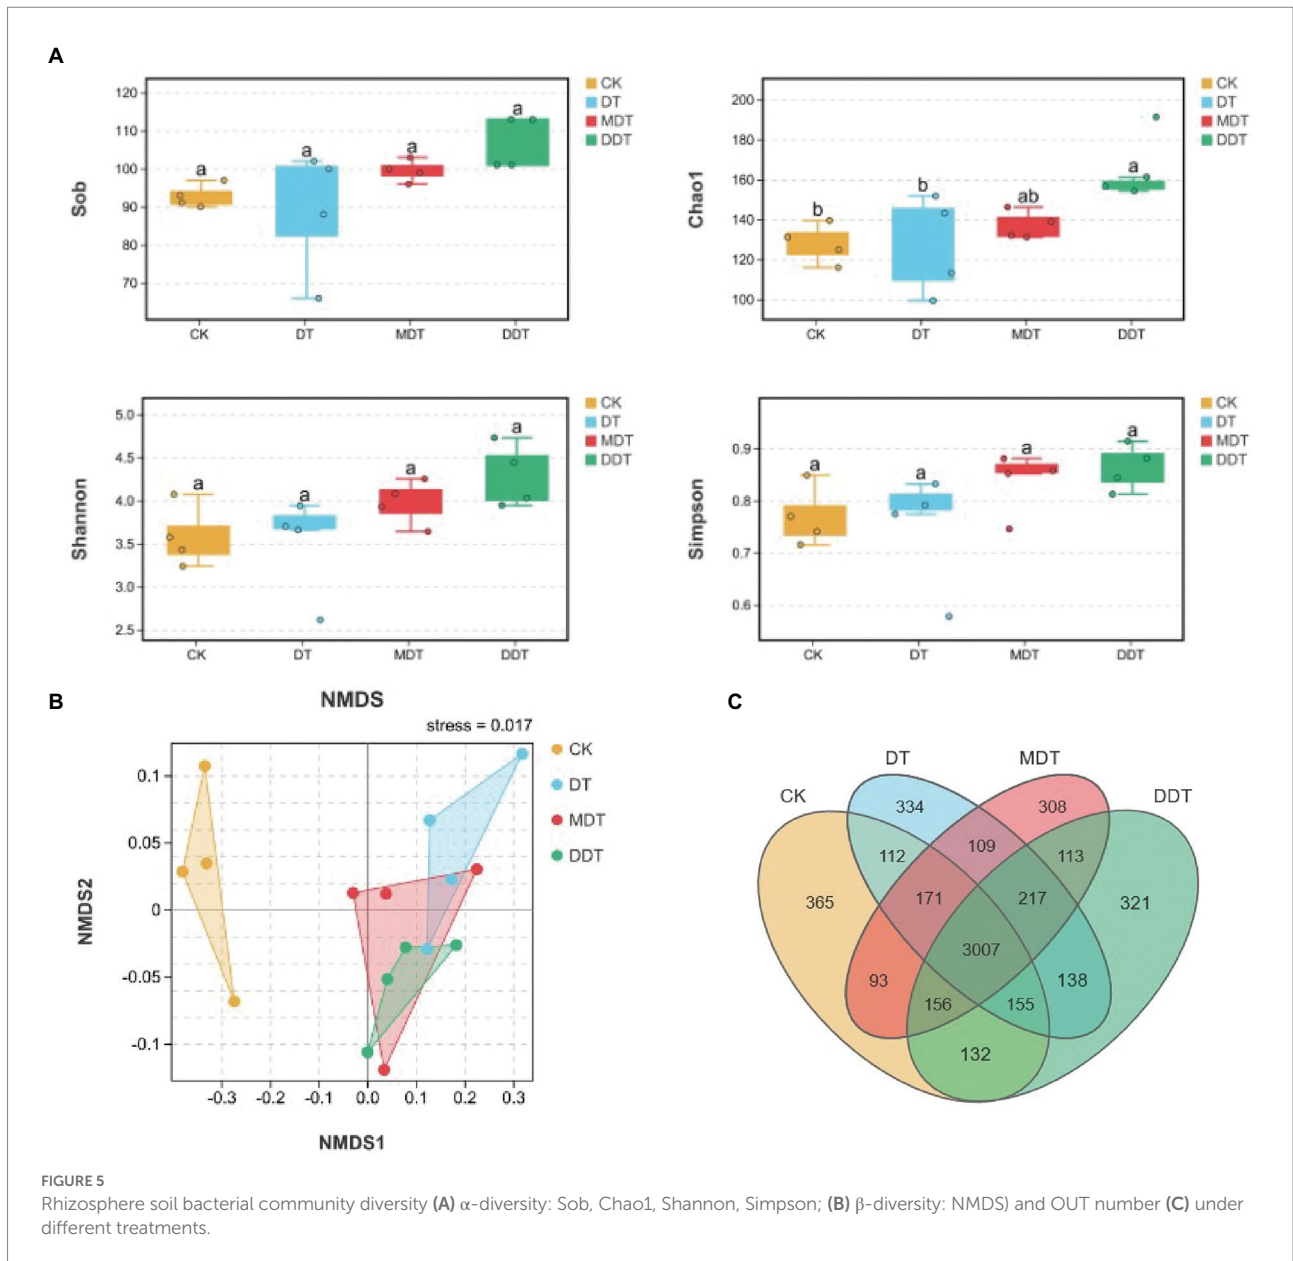 A
Sob
120
110
100
90
80
70
a
a
a
a
CK
DT
MDT
DDT
CK
DT
MDT
DDT
Chao1
200
180
160
140
120
100
b
b
ab
a
CK
DT
MDT
DDT
CK
DT
MDT
DDT
Shannon
5.0
4.5
4.0
3.5
3.0
2.5
a
a
a
a
CK
DT
MDT
DDT
CK
DT
MDT
DDT
Simpson
0.9
0.8
0.7
0.6
a
a
a
a
CK
DT
MDT
DDT
CK
DT
MDT
DDT
B
NMDS
stress = 0.017
NMDS2
0.1
0.05
0
-0.05
-0.1
-0.3
-0.2
-0.1
0.0
0.1
0.2
0.3
NMDS1
CK
DT
MDT
DDT
C
CK
DT
MDT
DDT
334
308
112
109
113
365
171
217
321
3007
93
138
156
155
132
FIGURE 5
Rhizosphere soil bacterial community diversity (A) α-diversity: Sob, Chao1, Shannon, Simpson; (B) β-diversity: NMDS) and OUT number (C) under
different treatments.